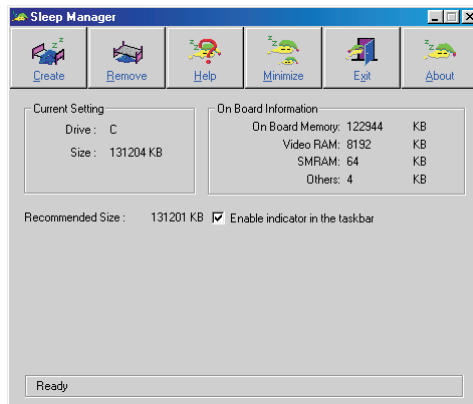 Sleep Manager
Create Remove Help Minimize Exit About
Current Setting
Drive : C
Size : 131204 KB
On Board Information
On Board Memory: 122944 KB
Video RAM: 8192 KB
SMRAM: 64 KB
Others: 4 KB
Recommended Size : 131201 KB Enable indicator in the taskbar
Ready